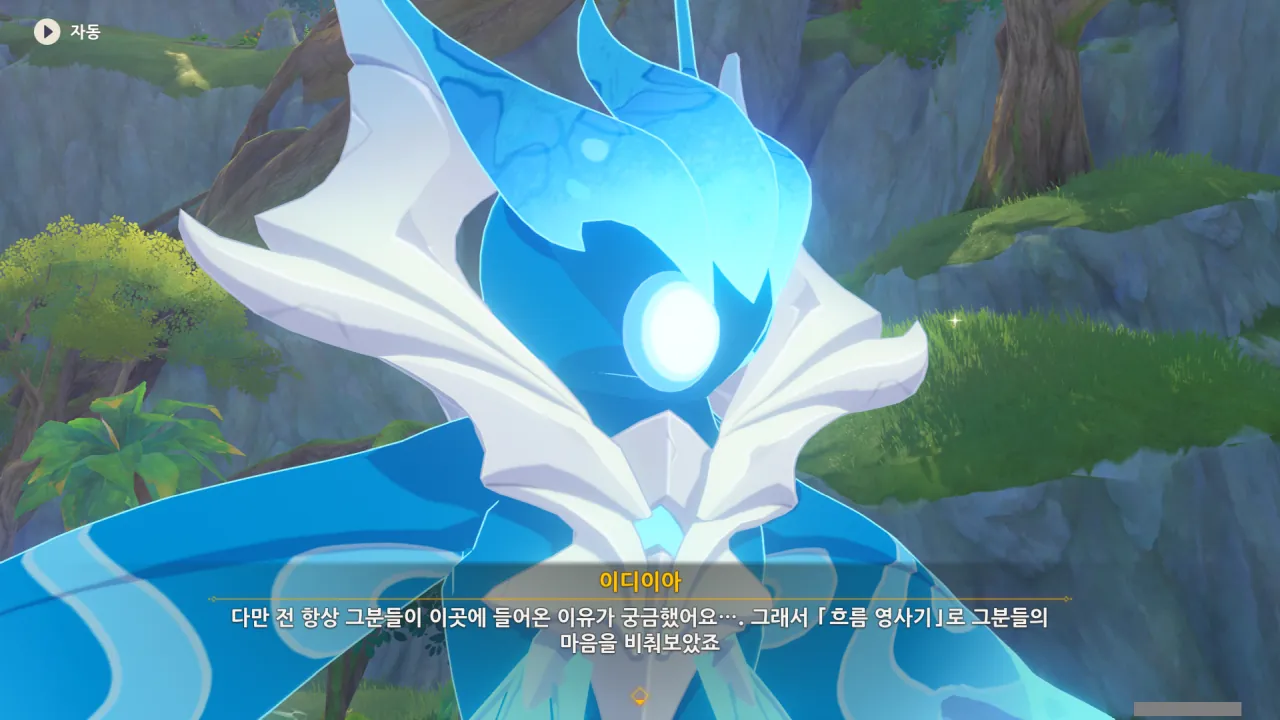 자동
이디이아
다만 전 항상 그분들이 이곳에 들어온 이유가 궁금했어요…. 그래서 「흐름 영사기」로 그분들의
마음을 비춰보았죠